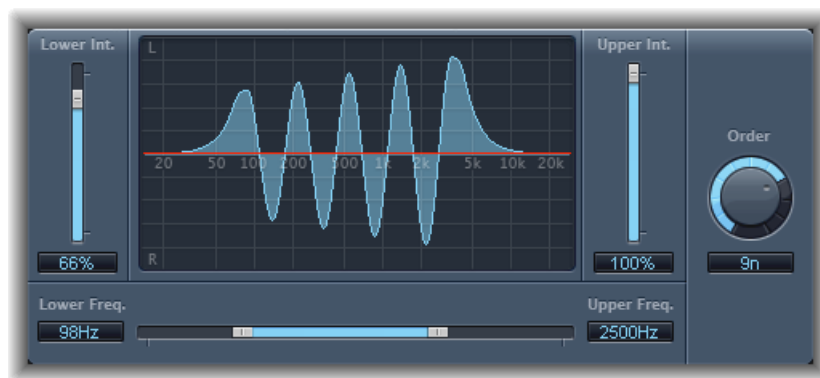 Lower Int.
66%
L
20 50 100 200 500 1k 2k 5k 10k 20k
R
Upper Int.
100%
Order
9n
Lower Freq.
98Hz
Upper Freq.
2500Hz